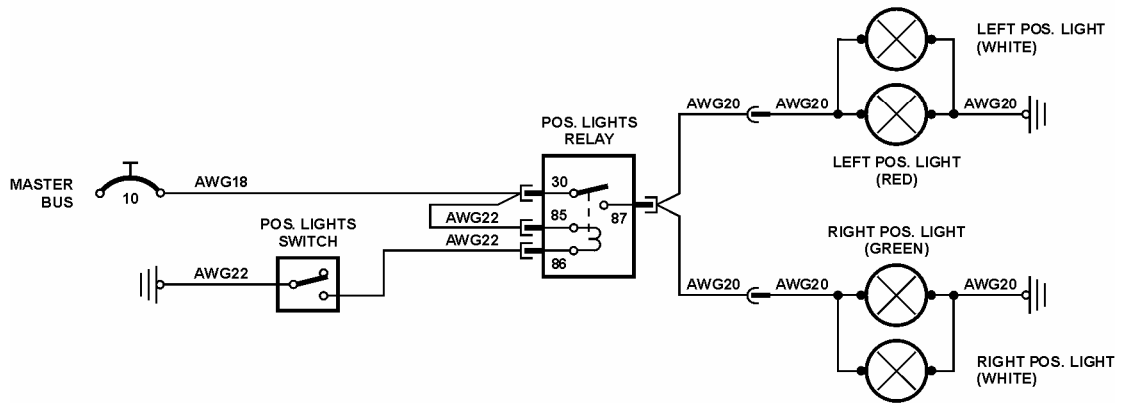 LEFT POS. LIGHT
(WHITE)
AWG20
AWG20
AWG20
POS. LIGHTS
RELAY
LEFT POS. LIGHT
(RED)
MASTER
BUS
10
AWG18
30
85
87
86
AWG22
AWG22
POS. LIGHTS
SWITCH
AWG22
RIGHT POS. LIGHT
(GREEN)
AWG20
AWG20
AWG20
RIGHT POS. LIGHT
(WHITE)